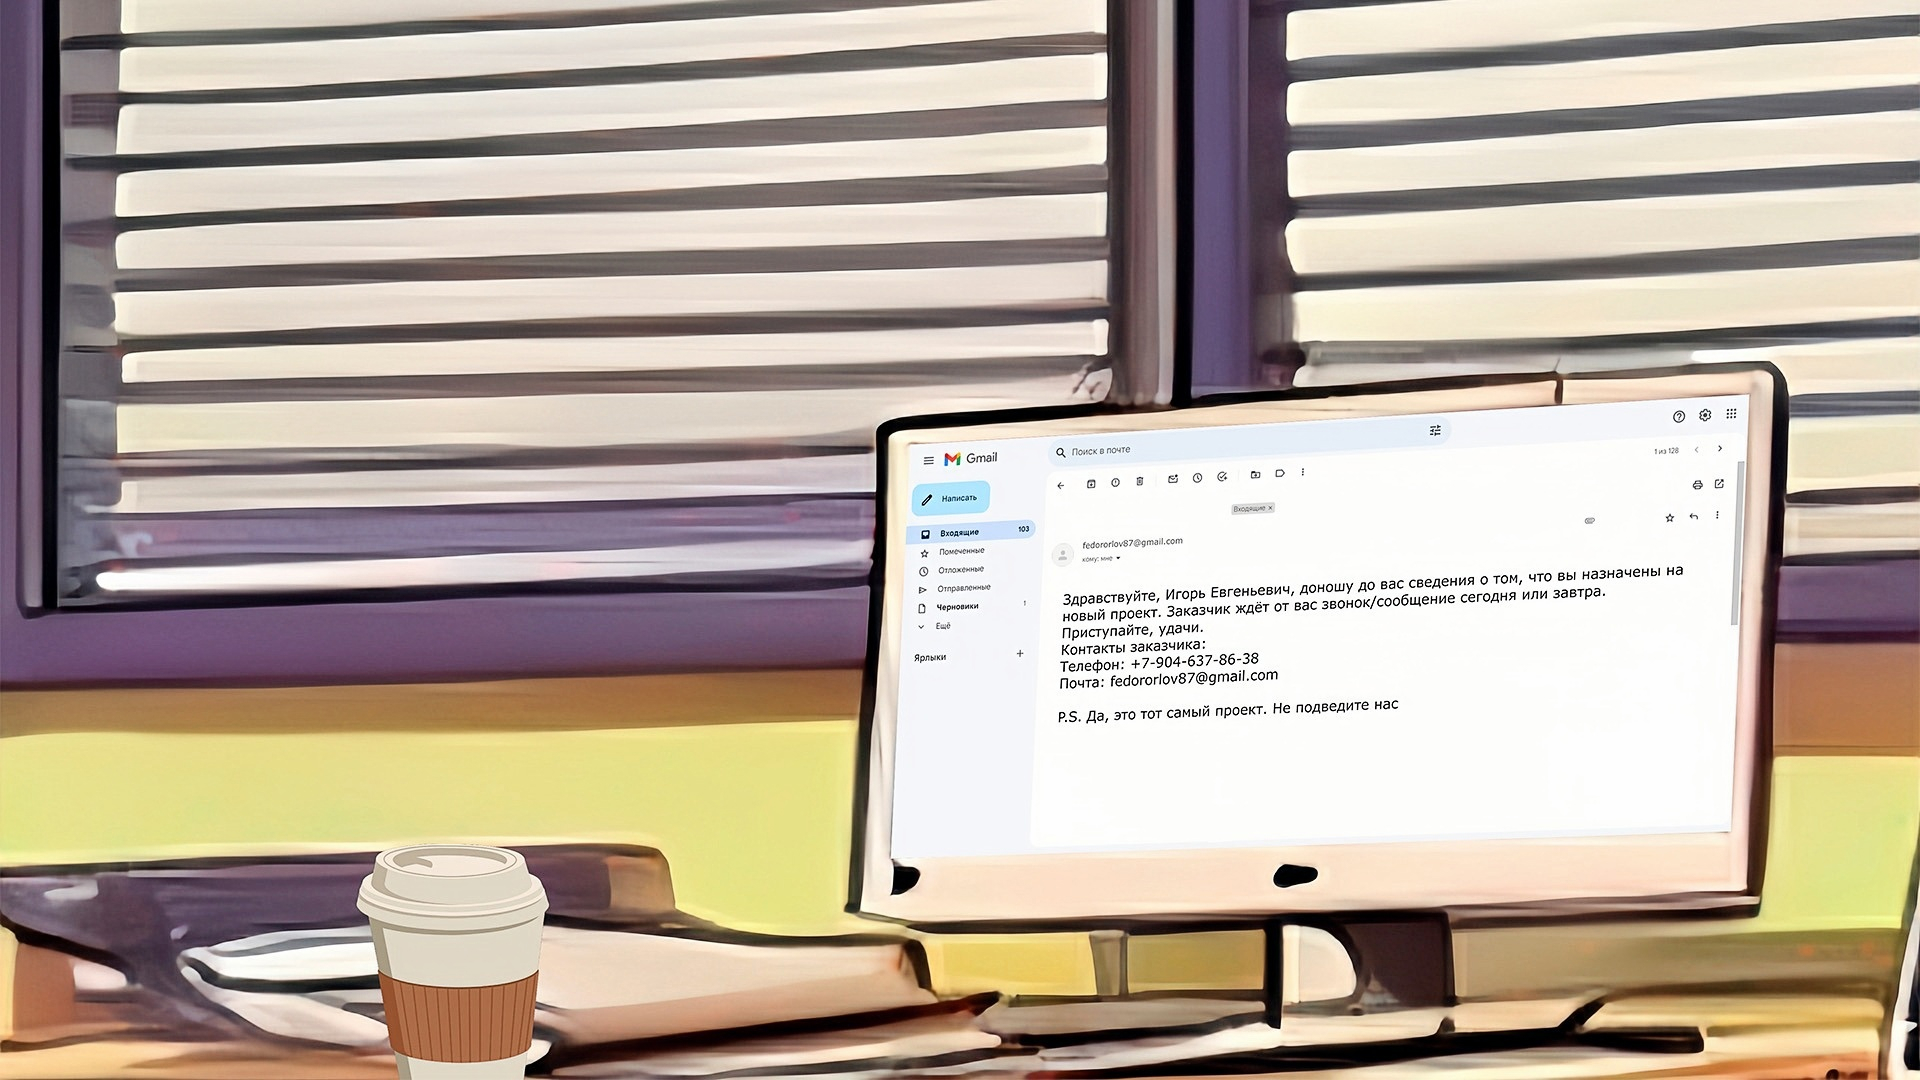 Gmail
Поиск в почте
1 из 128
Написать
Входящие ×
Входящие 103
Помеченные
Отложенные
Отправленные
Черновики 1
Ещё
Ярлыки +
fedororlov87@gmail.com
кому: мне
Здравствуйте, Игорь Евгеньевич, доношу до вас сведения о том, что вы назначены на
новый проект. Заказчик ждёт от вас звонок/сообщение сегодня или завтра.
Приступайте, удачи.
Контакты заказчика:
Телефон: +7-904-637-86-38
Почта: fedororlov87@gmail.com
P.S. Да, это тот самый проект. Не подведите нас